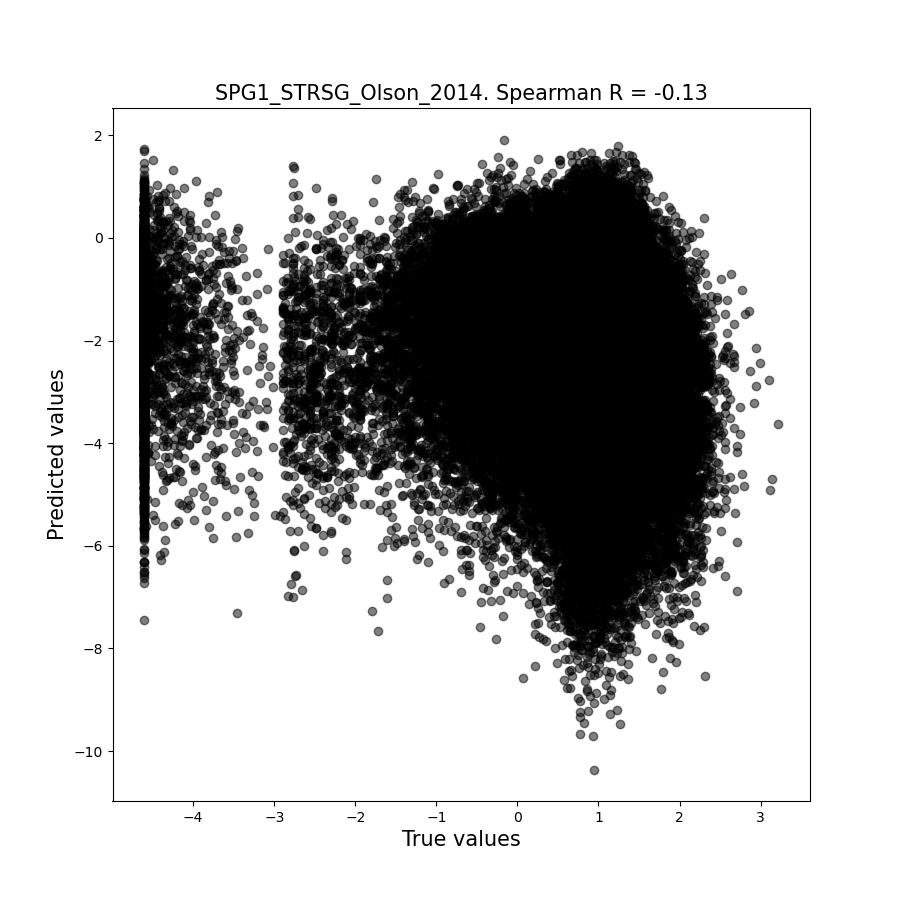 SPG1_STRSG_Olson_2014. Spearman R = -0.13
2
0
−2
−4
−6
−8
−10
Predicted values
−4 −3 −2 −1 0 1 2 3
True values